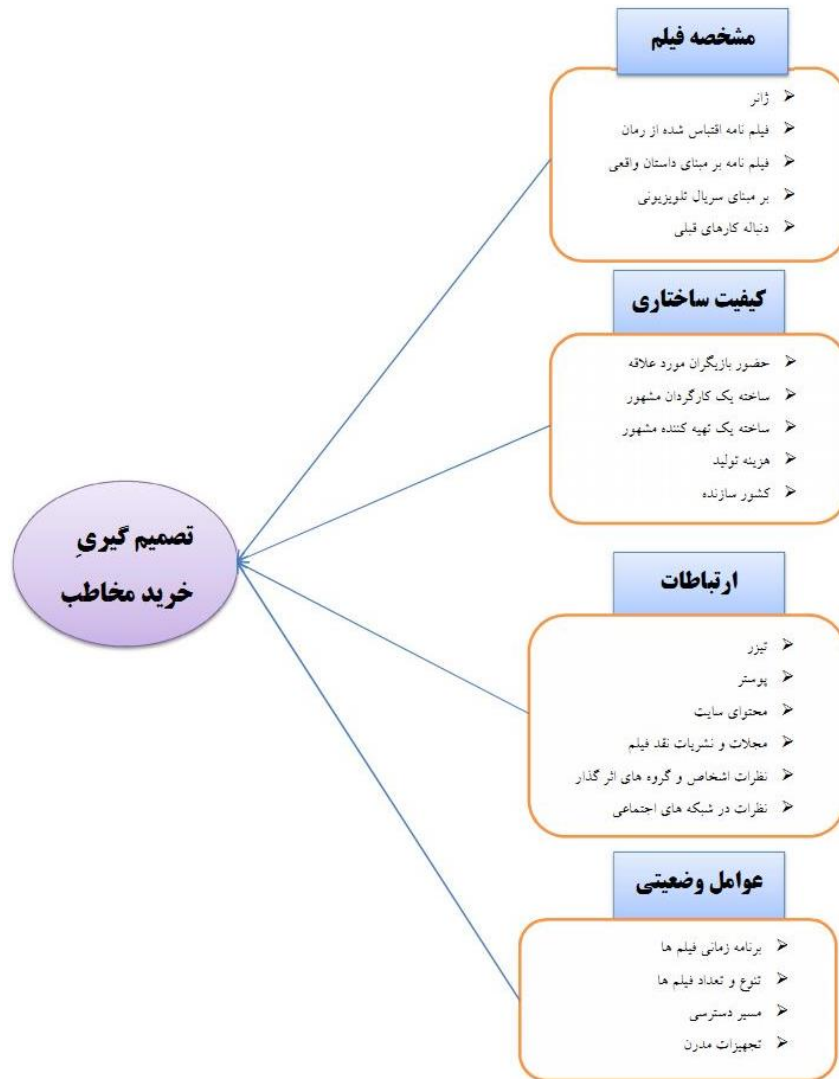 مشخصه فیلم
ژانر
فیلم نامه اقتباس شده از رمان
فیلم نامه بر مبنای داستان واقعی
بر مبنای سریال تلویزیونی
دنباله کارهای قبلی
کیفیت ساختاری
حضور بازیگران مورد علاقه
ساخته یک کارگردان مشهور
ساخته یک تهیه کننده مشهور
هزینه تولید
کشور سازنده
تصمیم گیریِ
خرید مخاطب
ارتباطات
تیزر
پوستر
محتوای سایت
مجلات و نشریات نقد فیلم
نظرات اشخاص و گروه های اثر گذار
نظرات در شبکه های اجتماعی
عوامل وضعیتی
برنامه زمانی فیلم ها
تنوع و تعداد فیلم ها
مسیر دسترسی
تجهیزات مدرن